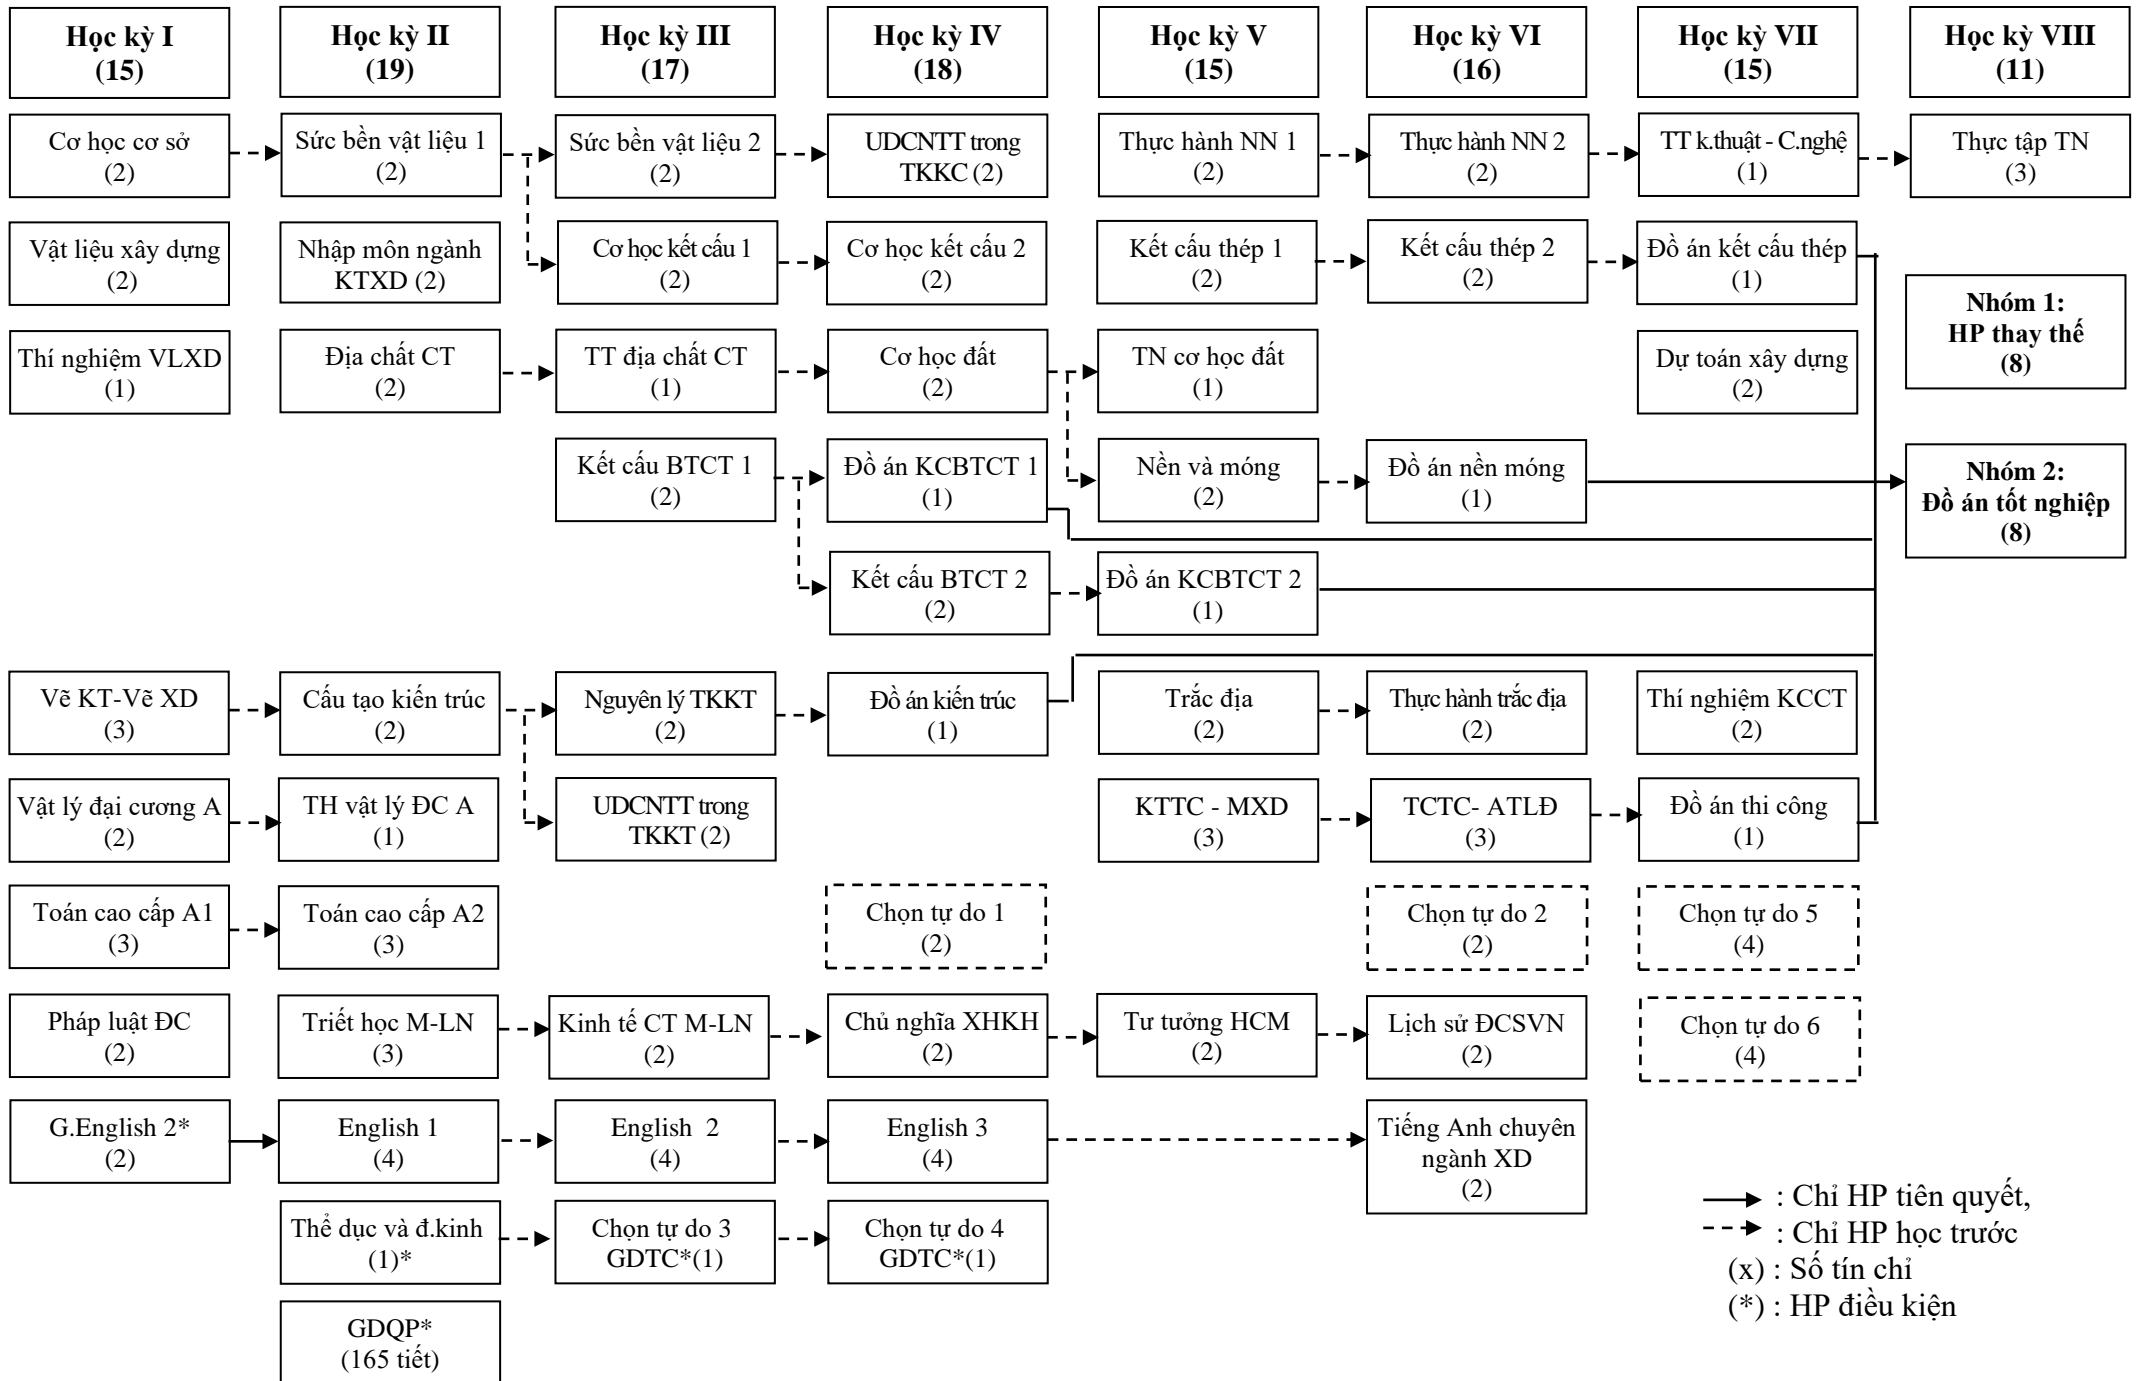 Học kỳ I
(15)
Học kỳ II
(19)
Học kỳ III
(17)
Học kỳ IV
(18)
Học kỳ V
(15)
Học kỳ VI
(16)
Học kỳ VII
(15)
Học kỳ VIII
(11)
Cơ học cơ sở
(2)
Sức bền vật liệu 1
(2)
Sức bền vật liệu 2
(2)
UDCNTT trong
TKKC (2)
Thực hành NN 1
(2)
Thực hành NN 2
(2)
TT k.thuật - C.nghệ
(1)
Thực tập TN
(3)
Vật liệu xây dựng
(2)
Nhập môn ngành
KTXD (2)
Cơ học kết cấu 1
(2)
Cơ học kết cấu 2
(2)
Kết cấu thép 1
(2)
Kết cấu thép 2
(2)
Đồ án kết cấu thép
(1)
Nhóm 1:
HP thay thế
(8)
Thí nghiệm VLXD
(1)
Địa chất CT
(2)
TT địa chất CT
(1)
Cơ học đất
(2)
TN cơ học đất
(1)
Dự toán xây dựng
(2)
Kết cấu BTCT 1
(2)
Đồ án KCBTCT 1
(1)
Nền và móng
(2)
Đồ án nền móng
(1)
Nhóm 2:
Đồ án tốt nghiệp
(8)
Kết cấu BTCT 2
(2)
Đồ án KCBTCT 2
(1)
Vẽ KT-Vẽ XD
(3)
Cấu tạo kiến trúc
(2)
Nguyên lý TKKT
(2)
Đồ án kiến trúc
(1)
Trắc địa
(2)
Thực hành trắc địa
(2)
Thí nghiệm KCCT
(2)
Vật lý đại cương A
(2)
TH vật lý ĐC A
(1)
UDCNTT trong
TKKT (2)
KTTC - MXD
(3)
TCTC- ATLĐ
(3)
Đồ án thi công
(1)
Toán cao cấp A1
(3)
Toán cao cấp A2
(3)
Chọn tự do 1
(2)
Chọn tự do 2
(2)
Chọn tự do 5
(4)
Pháp luật ĐC
(2)
Triết học M-LN
(3)
Kinh tế CT M-LN
(2)
Chủ nghĩa XHKH
(2)
Tư tưởng HCM
(2)
Lịch sử ĐCSVN
(2)
Chọn tự do 6
(4)
G.English 2*
(2)
English 1
(4)
English 2
(4)
English 3
(4)
Tiếng Anh chuyên
ngành XD
(2)
Thể dục và đ.kinh
(1)*
Chọn tự do 3
GDTC*(1)
Chọn tự do 4
GDTC*(1)
GDQP*
(165 tiết)
: Chỉ HP tiên quyết,
: Chỉ HP học trước
(x) : Số tín chỉ
(*) : HP điều kiện